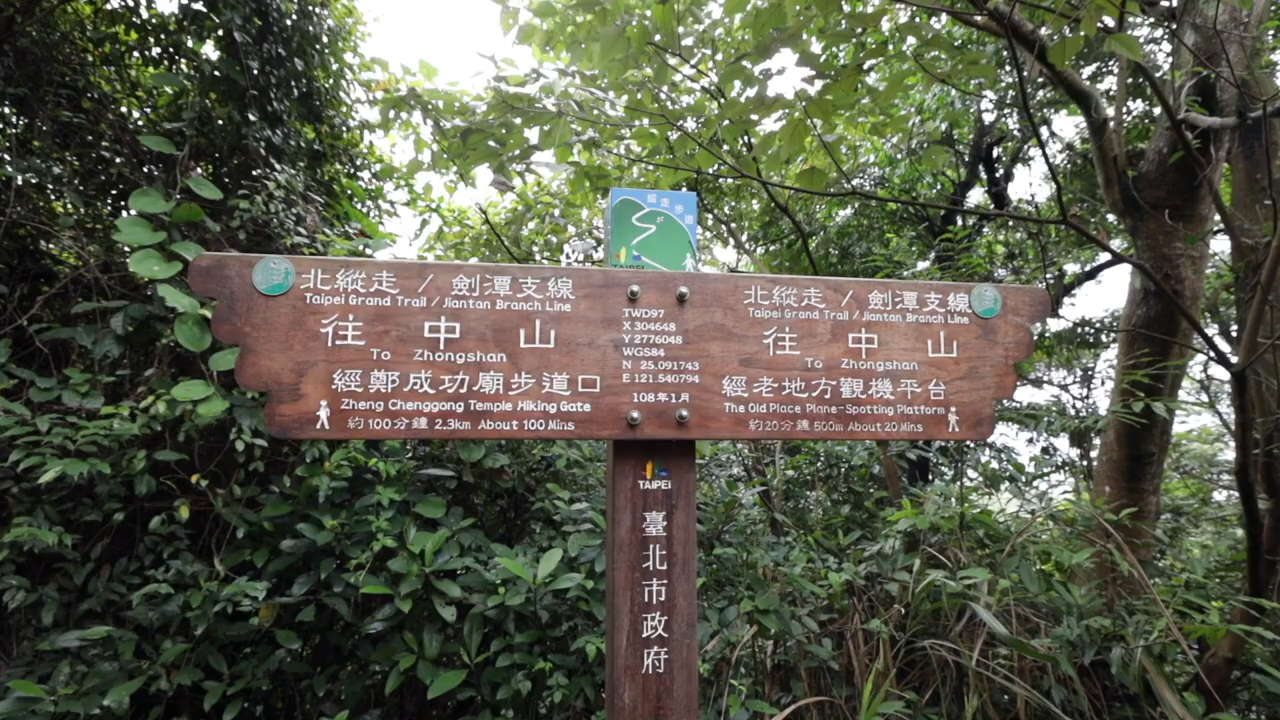 走步道
TAIPEI
北縱走 / 劍潭支線
Taipei Grand Trail / Jiantan Branch Line
往中山
To Zhongshan
經鄭成功廟步道口
Zheng Chenggong Temple Hiking Gate
約100分鐘 2.3km About 100 Mins
TWD97
X 304648
Y 2776048
WGS84
N 25.091743
E 121.540794
108年1月
北縱走 / 劍潭支線
Taipei Grand Trail / Jiantan Branch Line
往中山
To Zhongshan
經老地方觀機平台
The Old Place Plane-Spotting Platform
約20分鐘 500m About 20 Mins
TAIPEI
臺北市政府